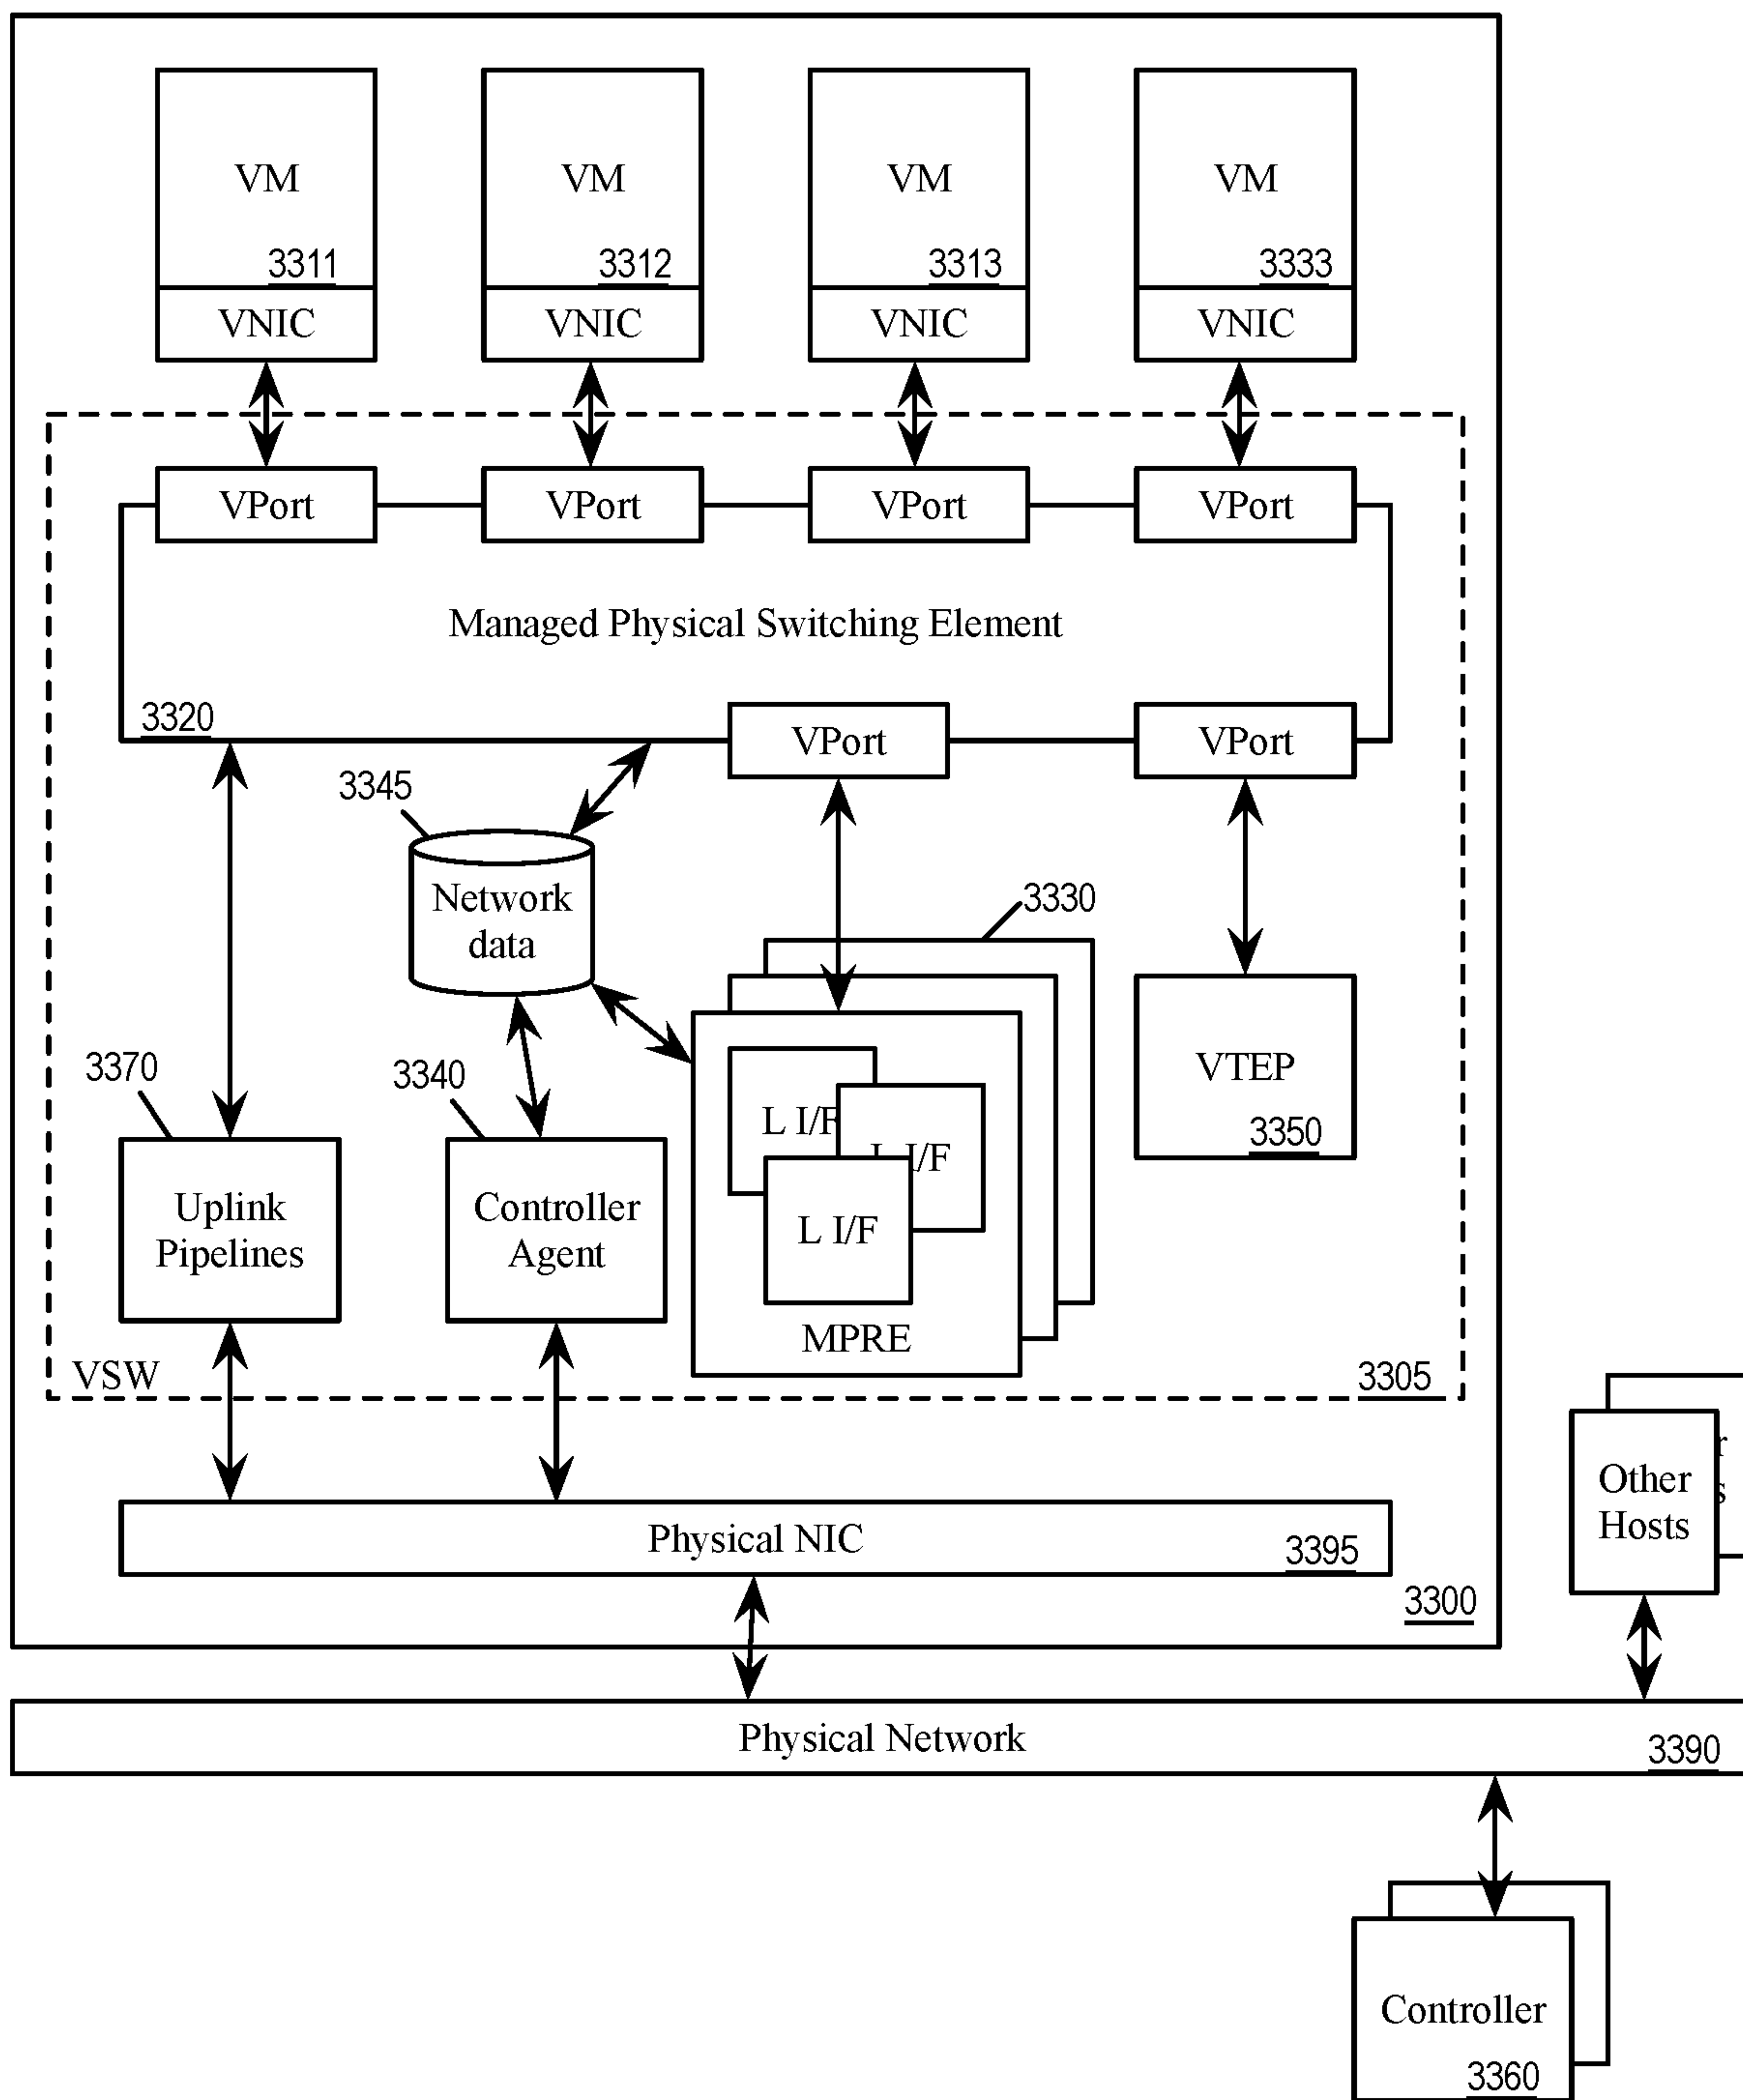 VM
3311
VNIC
VM
3312
VNIC
VM
3313
VNIC
VM
3333
VNIC
VPort
VPort
VPort
VPort
Managed Physical Switching Element
3320
VPort
VPort
3345
Network
data
3330
3370
3340
Uplink
Pipelines
Controller
Agent
L I/F
L I/F
L I/F
MPRE
VTEP
3350
VSW
3305
Physical NIC
3395
3300
Other
Hosts
r
s
Physical Network
3390
Controller
3360